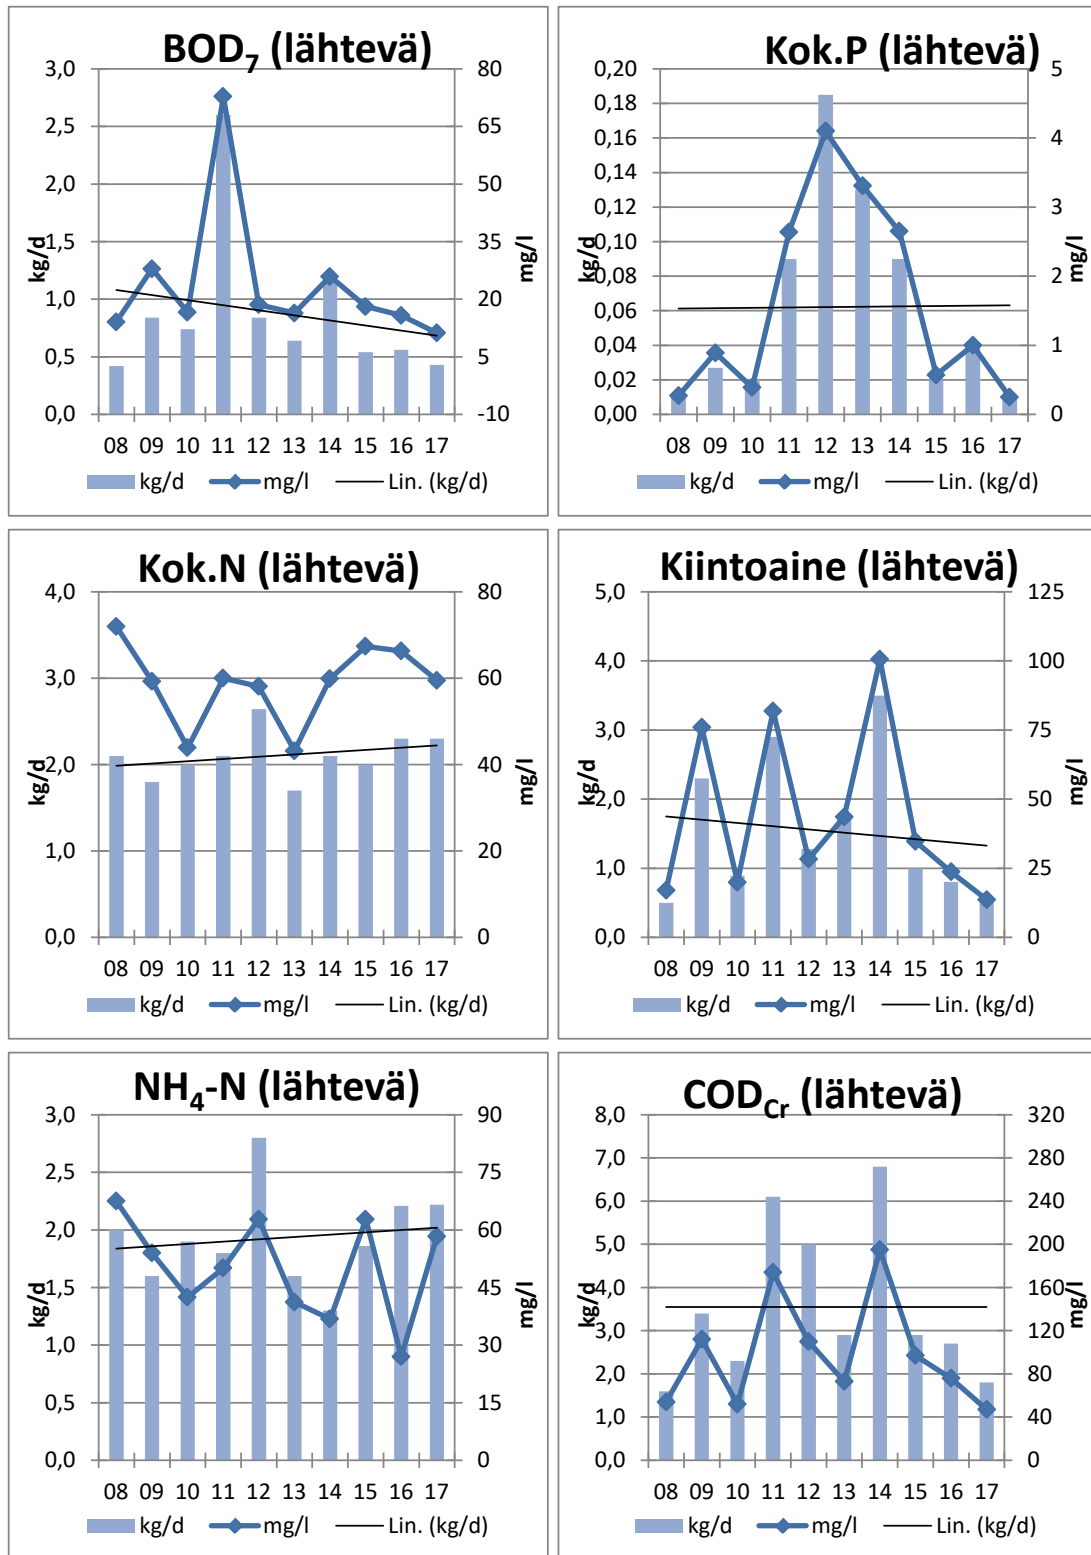 BOD7 (lähtevä)
3,0
2,5
2,0
1,5
1,0
0,5
0,0
kg/d
80
65
50
35
20
5
-10
mg/l
08 09 10 11 12 13 14 15 16 17
kg/d mg/l Lin. (kg/d)
Kok.P (lähtevä)
0,20
0,18
0,16
0,14
0,12
0,10
0,08
0,06
0,04
0,02
0,00
kg/d
5
4
3
2
1
0
mg/l
08 09 10 11 12 13 14 15 16 17
kg/d mg/l Lin. (kg/d)
Kok.N (lähtevä)
4,0
3,0
2,0
1,0
0,0
kg/d
80
60
40
20
0
mg/l
08 09 10 11 12 13 14 15 16 17
kg/d mg/l Lin. (kg/d)
Kiintoaine (lähtevä)
5,0
4,0
3,0
2,0
1,0
0,0
kg/d
125
100
75
50
25
0
mg/l
08 09 10 11 12 13 14 15 16 17
kg/d mg/l Lin. (kg/d)
NH4-N (lähtevä)
3,0
2,5
2,0
1,5
1,0
0,5
0,0
kg/d
90
75
60
45
30
15
0
mg/l
08 09 10 11 12 13 14 15 16 17
kg/d mg/l Lin. (kg/d)
CODCr (lähtevä)
8,0
7,0
6,0
5,0
4,0
3,0
2,0
1,0
0,0
kg/d
320
280
240
200
160
120
80
40
0
mg/l
08 09 10 11 12 13 14 15 16 17
kg/d mg/l Lin. (kg/d)